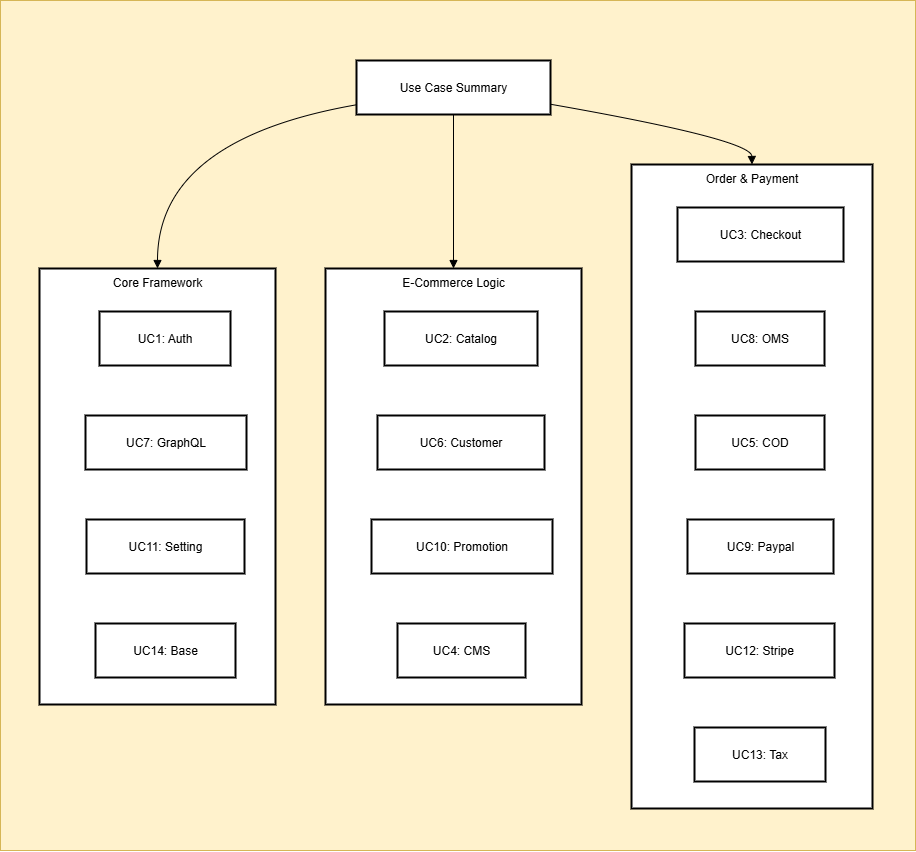 Use Case Summary
Core Framework
UC1: Auth
UC7: GraphQL
UC11: Setting
UC14: Base
E-Commerce Logic
UC2: Catalog
UC6: Customer
UC10: Promotion
UC4: CMS
Order & Payment
UC3: Checkout
UC8: OMS
UC5: COD
UC9: Paypal
UC12: Stripe
UC13: Tax